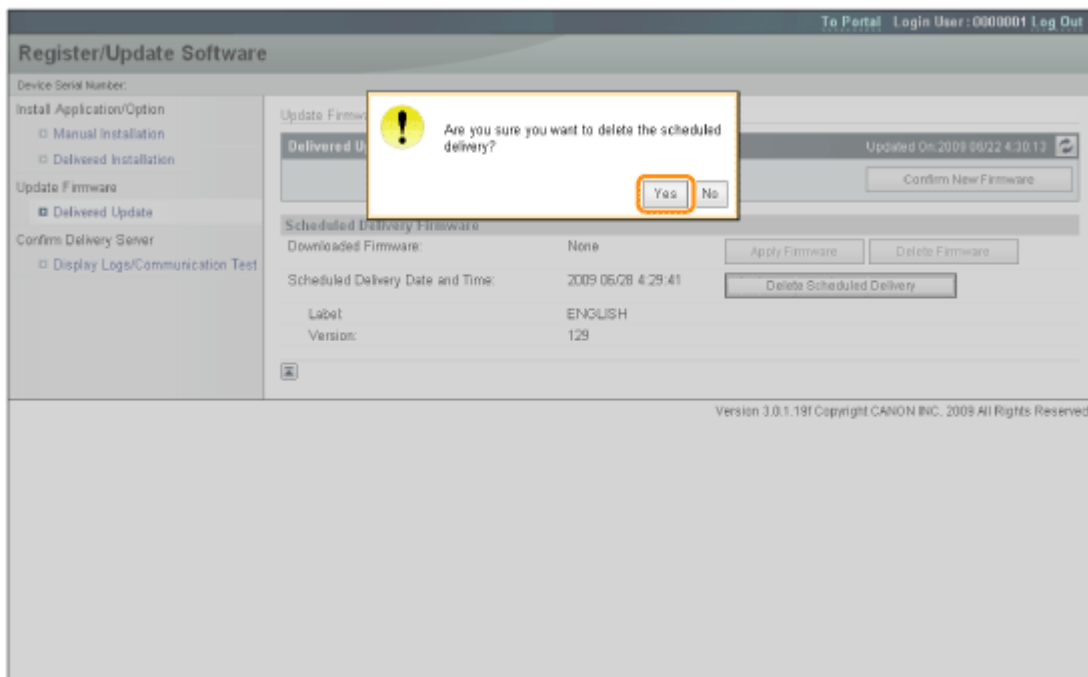 To Portal Login User : 0000001 Log Out
Register/Update Software
Device Serial Number:
Install Application/Option
Manual Installation
Delivered Installation
Update Firmware
Delivered Update
Confirm Delivery Server
Display Logs/Communication Test
Update Firmw
Delivered U
Updated On:2009 06/22 4:30:13
Confirm New Firmware
Are you sure you want to delete the scheduled
delivery?
Yes No
Scheduled Delivery Firmware
Downloaded Firmware: None Apply Firmware Delete Firmware
Scheduled Delivery Date and Time: 2009 06/28 4:29:41 Delete Scheduled Delivery
Label: ENGLISH
Version: 129
Version 3.0.1.19f Copyright CANON INC. 2009 All Rights Reserved